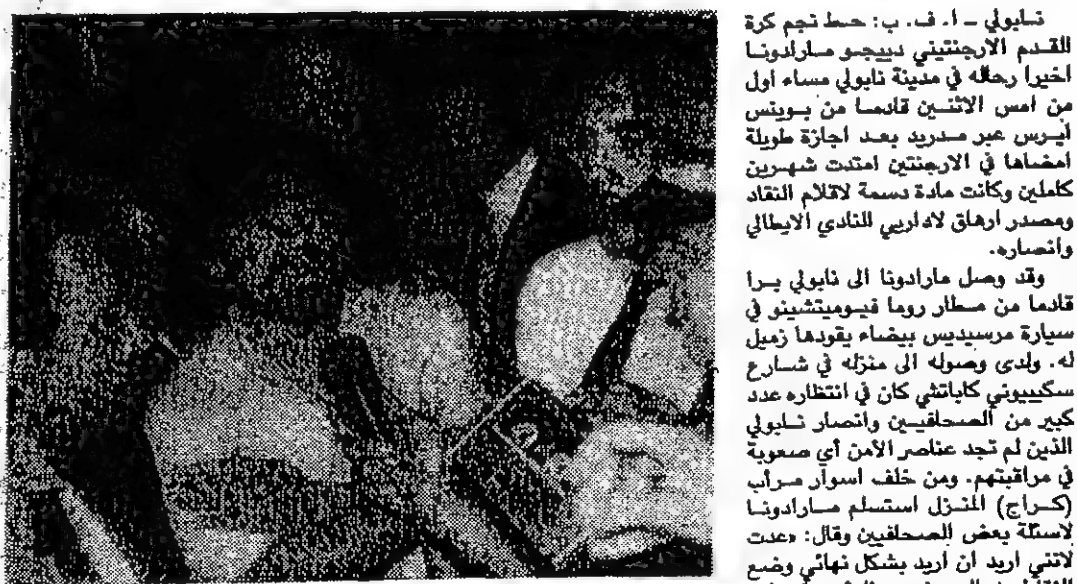 نابولي - ا. ف. ب: حط نجم كرة
القدم الارجنتيني دييجو مارادونا
اخيرا رحاله في مدينة نابولي مساء اول
من امس الاثنين قادما من بوينس
ايرس عبر مدريد بعد اجازة طويلة
امضاها في الارجنتين امتدت شهرين
كاملين وكانت مادة دسمة لاقلام النقاد
ومصدر ارهاق لاداريي النادي الايطالي
وانصاره.
وقد وصل مارادونا الى نابولي برا
قادما من مطار روما فيوميتشينو في
سيارة مرسيدس بيضاء يقودها زميل
له. ولدى وصوله الى منزله في شارع
سكيبيوني كاباتشي كان في انتظاره عدد
كبير من الصحافيين وانصار نابولي
الذين لم تجد عناصر الأمن أي صعوبة
في مراقبتهم. ومن خلف اسوار مرآب
(كراج) المنزل استسلم مارادونا
لاسئلة بعض الصحافيين وقال: «عدت
لانني اريد ان أريد بشكل نهائي وضع